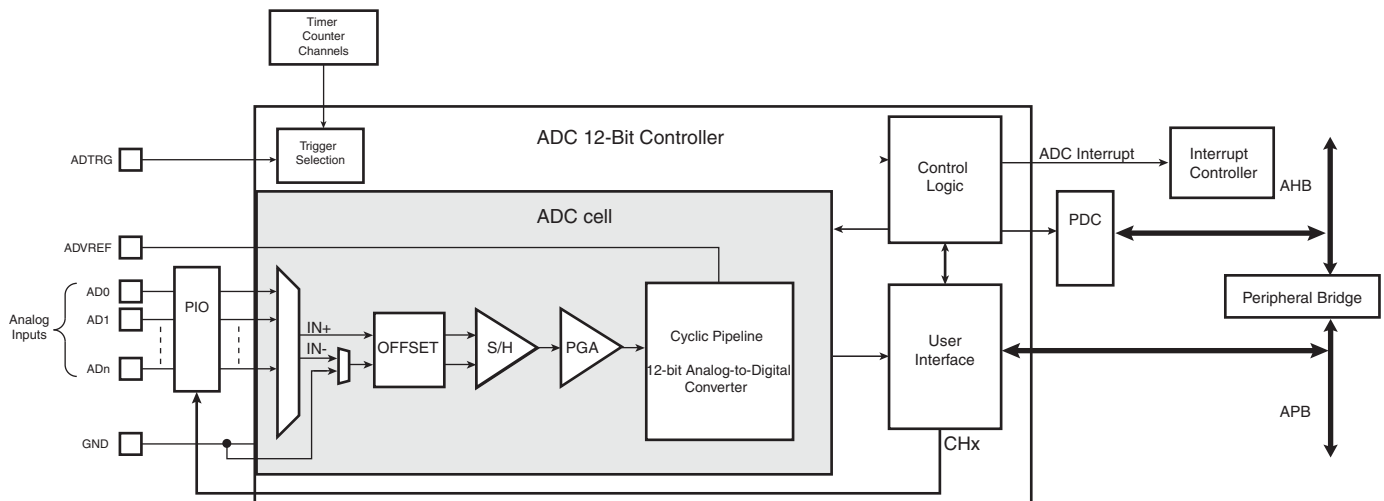 Timer
Counter
Channels
ADC 12-Bit Controller
Trigger
Selection
ADTRG
Control
Logic
ADC Interrupt
Interrupt
Controller
AHB
ADC cell
PDC
ADVREF
PIO
AD0
Analog
Inputs
AD1
ADn
Peripheral Bridge
IN+
IN-
OFFSET
S/H
PGA
Cyclic Pipeline
12-bit Analog-to-Digital
Converter
User
Interface
APB
GND
CHx